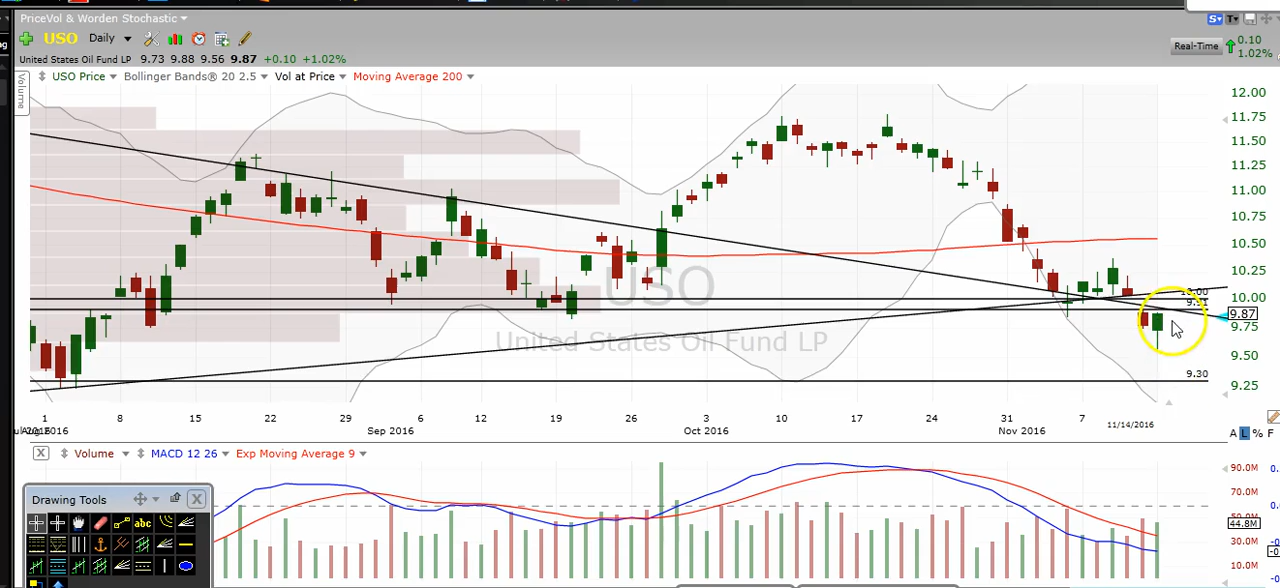 PriceVol & Worden Stochastic
USO Daily
Real-Time 0.10 1.02%
United States Oil Fund LP 9.73 9.88 9.56 9.87 +0.10 +1.02%
USO Price Bollinger Bands® 20 2.5 Vol at Price Moving Average 200
Volume
12.00
11.75
11.50
11.25
11.00
10.75
10.50
10.25
10.00
9.75
9.50
9.25
USO
United States Oil Fund LP
10.00
9.87
9.30
1 8 15 22 29 6 12 19 26 3 10 17 24 31 7
2016 Sep 2016 Oct 2016 Nov 2016 11/14/2016
A L % F
X Volume MACD 12 26 Exp Moving Average 9
90.0M
70.0M
44.8M
30.0M
10.0M
Drawing Tools X
abc